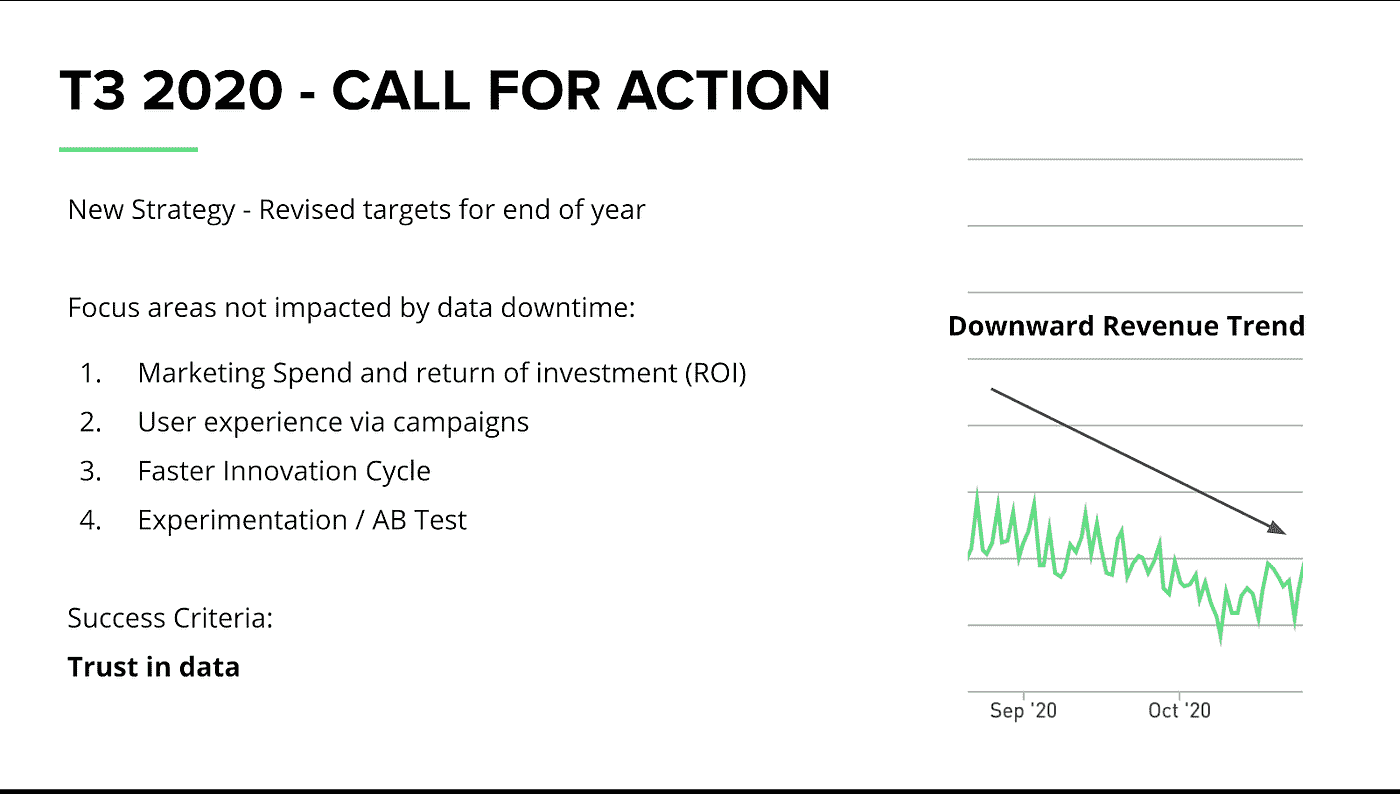 T3 2020 - CALL FOR ACTION
New Strategy - Revised targets for end of year
Focus areas not impacted by data downtime:
1. Marketing Spend and return of investment (ROI)
2. User experience via campaigns
3. Faster Innovation Cycle
4. Experimentation / AB Test
Success Criteria:
Trust in data
Downward Revenue Trend
Sep '20 Oct '20